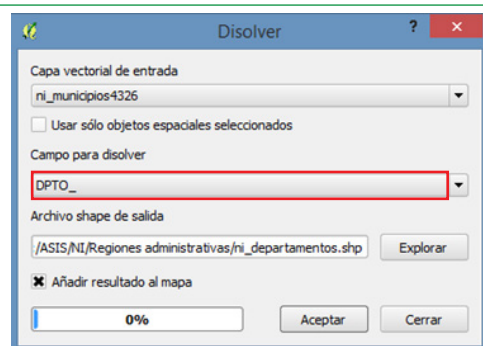 Disolver
?
×
Capa vectorial de entrada
ni_municipios4326
Usar sólo objetos espaciales seleccionados
Campo para disolver
DPTO_
Archivo shape de salida
:/ASIS/NI/Regiones administrativas/ni_departamentos.shp Explorar
Añadir resultado al mapa
0% Aceptar Cerrar